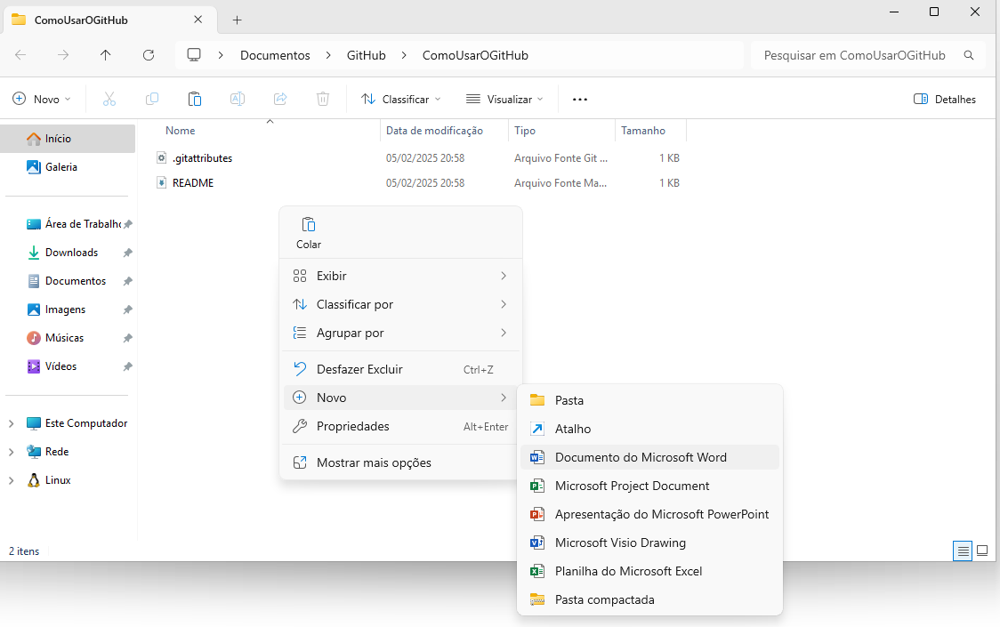 ComoUsarOGitHub
Documentos > GitHub > ComoUsarOGitHub
Pesquisar em ComoUsarOGitHub
Novo
Classificar
Visualizar
Detalhes
Início
Galeria
Área de Trabalho
Downloads
Documentos
Imagens
Músicas
Vídeos
Este Computador
Rede
Linux
Nome Data de modificação Tipo Tamanho
.gitattributes 05/02/2025 20:58 Arquivo Fonte Git ... 1 KB
README 05/02/2025 20:58 Arquivo Fonte Ma... 1 KB
Colar
Exibir
Classificar por
Agrupar por
Desfazer Excluir Ctrl+Z
Novo
Propriedades Alt+Enter
Mostrar mais opções
Pasta
Atalho
Documento do Microsoft Word
Microsoft Project Document
Apresentação do Microsoft PowerPoint
Microsoft Visio Drawing
Planilha do Microsoft Excel
Pasta compactada
2 itens